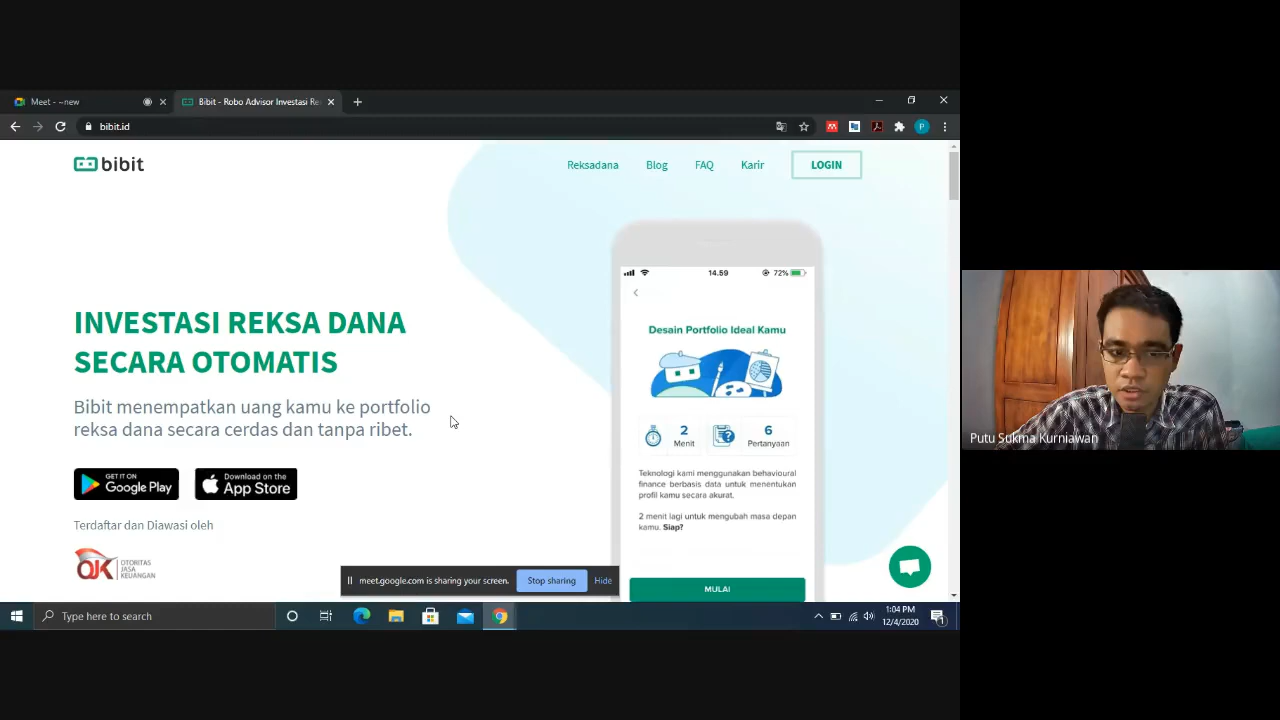 Meet - ~new
Bibit - Robo Advisor Investasi Re
bibit.id
P
bibit
Reksadana
Blog
FAQ
Karir
LOGIN
14.59
72%
INVESTASI REKSA DANA
SECARA OTOMATIS
Bibit menempatkan uang kamu ke portfolio
reksa dana secara cerdas dan tanpa ribet.
GET IT ON
Google Play
Download on the
App Store
Terdaftar dan Diawasi oleh
OJK
OTORITAS
JASA
KEUANGAN
Desain Portfolio Ideal Kamu
2
Menit
6
Pertanyaan
Teknologi kami menggunakan behavioural
finance berbasis data untuk menentukan
profil kamu secara akurat.
2 menit lagi untuk mengubah masa depan
kamu. Siap?
MULAI
meet.google.com is sharing your screen.
Stop sharing
Hide
Type here to search
1:04 PM
12/4/2020
1
Putu Sukma Kurniawan